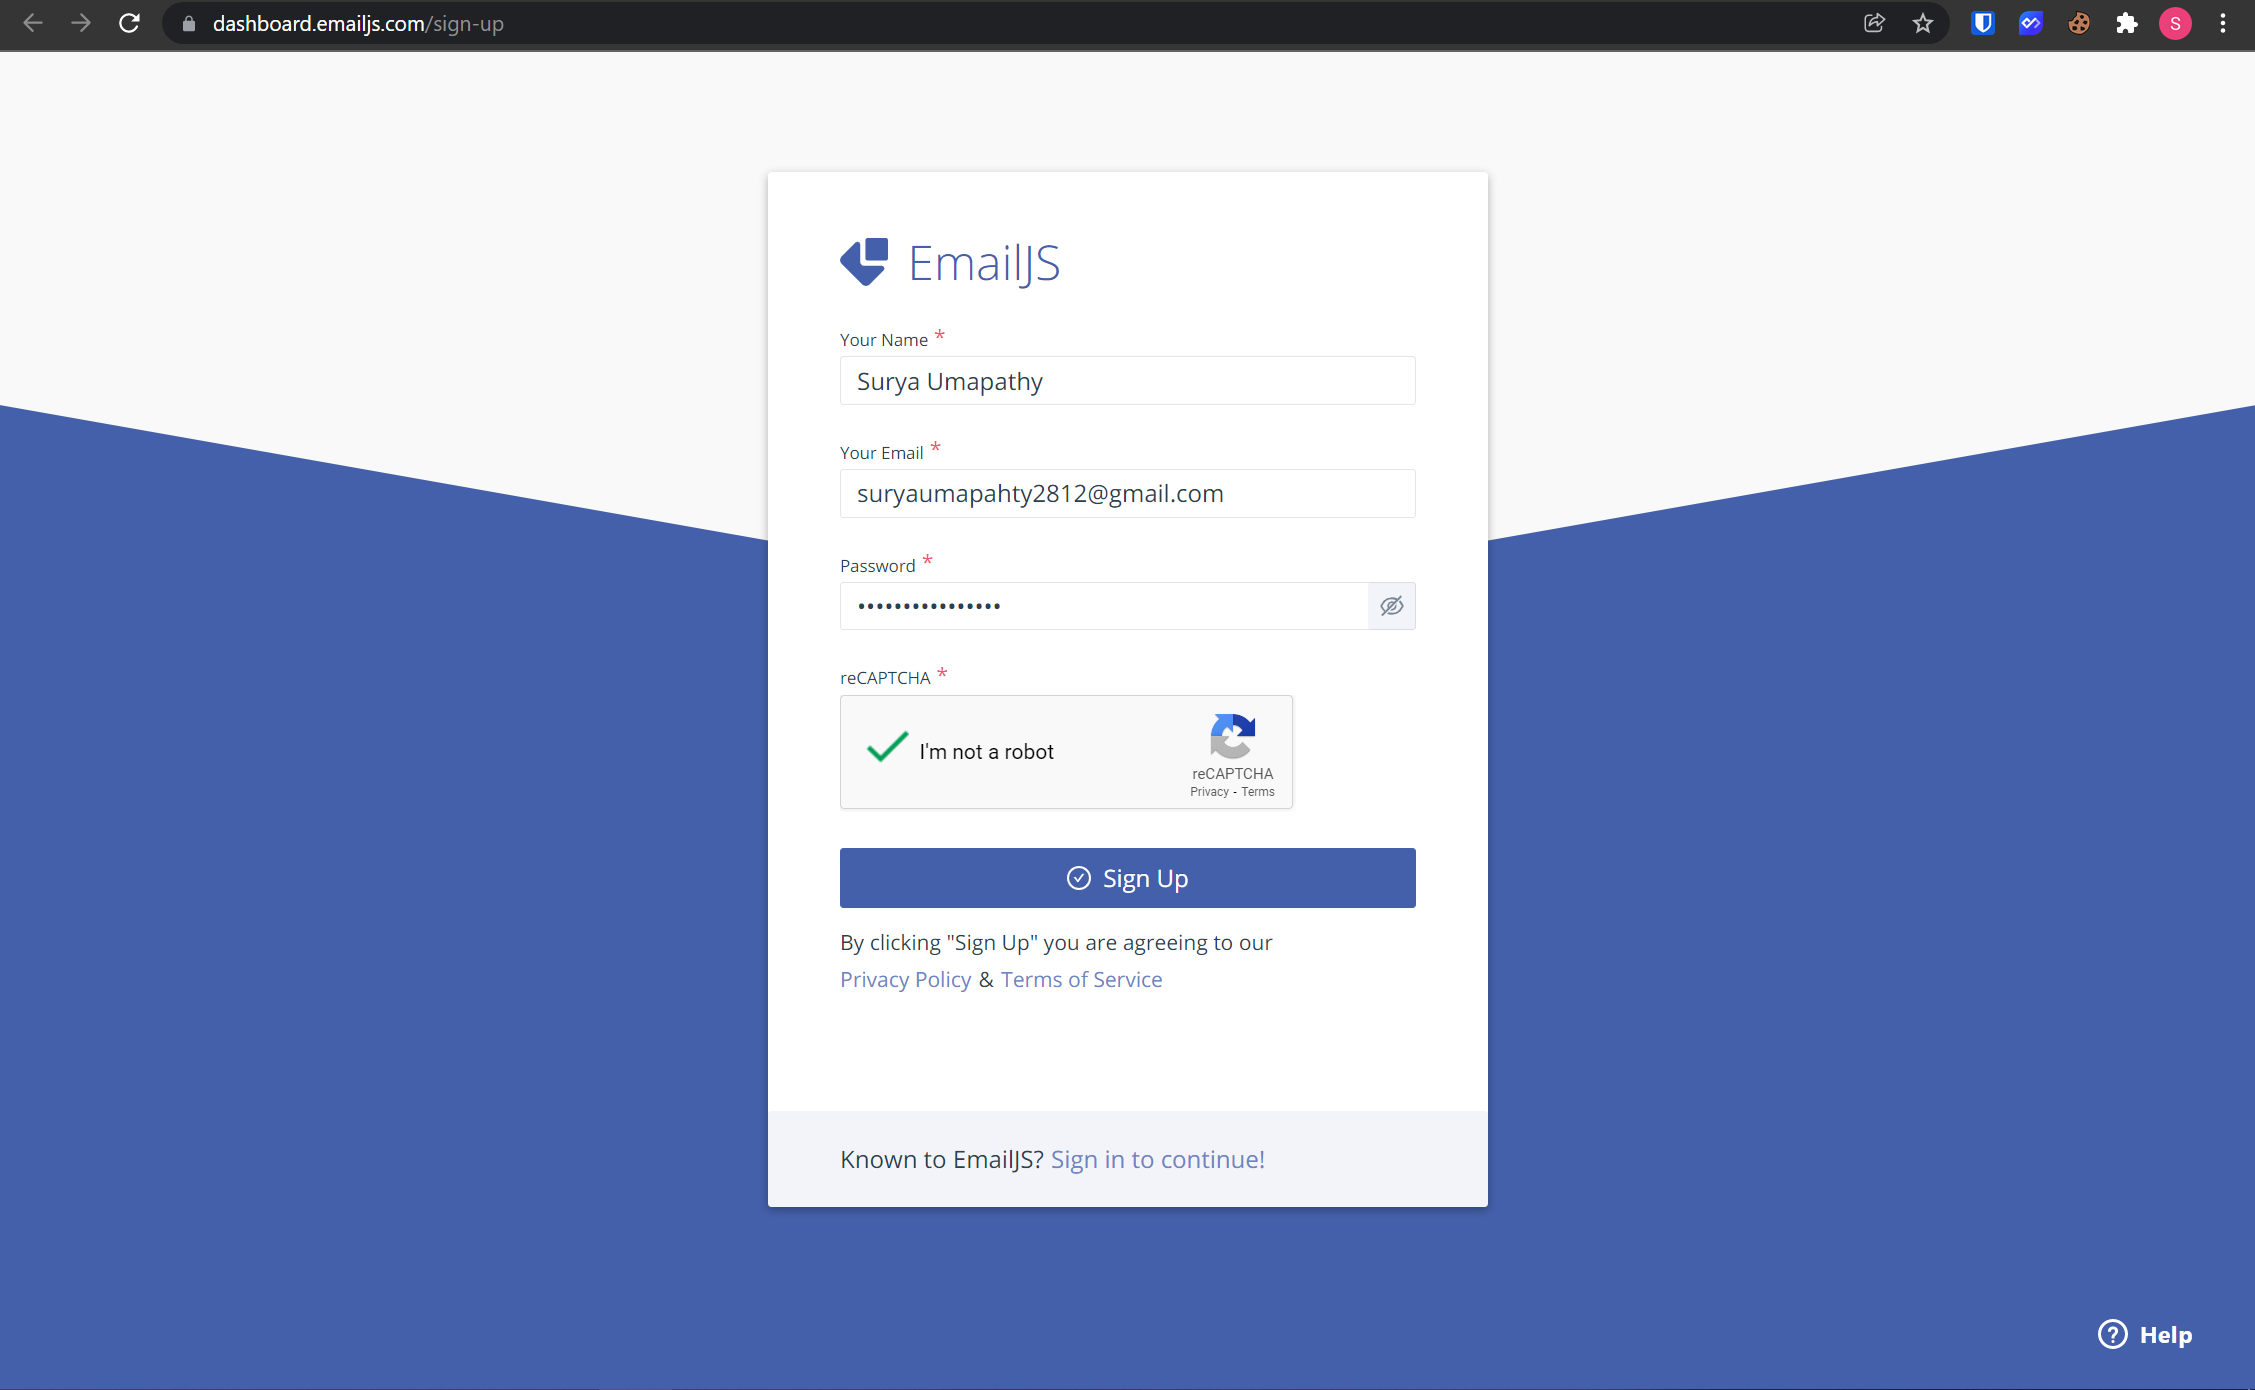 dashboard.emailjs.com/sign-up
S
EmailJS
Your Name *
Surya Umapathy
Your Email *
suryaumapahty2812@gmail.com
Password *
••••••••••••••••
reCAPTCHA *
I'm not a robot
reCAPTCHA
Privacy - Terms
Sign Up
By clicking "Sign Up" you are agreeing to our
Privacy Policy & Terms of Service
Known to EmailJS? Sign in to continue!
? Help